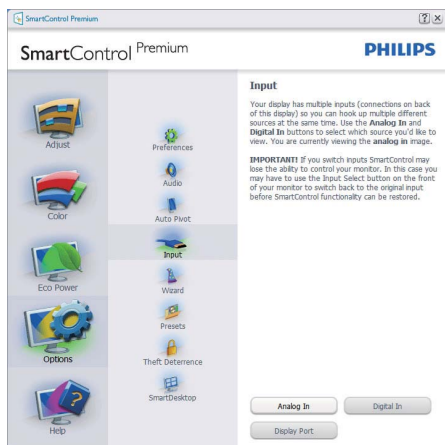 SmartControl Premium
SmartControl Premium
PHILIPS
Adjust
Color
Eco Power
Options
Help
Preferences
Audio
Auto Pivot
Input
Wizard
Presets
Theft Deterrence
SmartDesktop
Input
Your display has multiple inputs (connections on back
of this display) so you can hook up multiple different
sources at the same time. Use the Analog In and
Digital In buttons to select which source you'd like to
view. You are currently viewing the analog in image.
IMPORTANT! If you switch inputs SmartControl may
lose the ability to control your monitor. In this case you
may have to use the Input Select button on the front
of your monitor to switch back to the original input
before SmartControl functionality can be restored.
Analog In
Digital In
Display Port